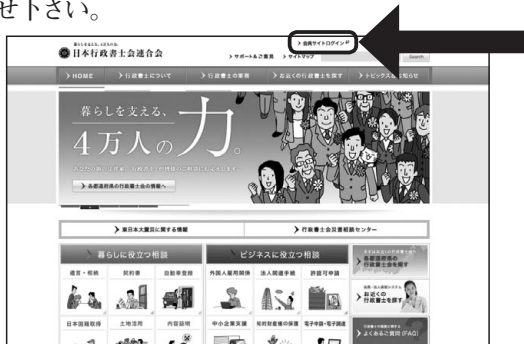 せ下さい。
日本行政書士会連合会
会員サイトログイン
サポート&ご意見 サイトマップ
Search
HOME 行政書士について 行政書士の業務 お近くの行政書士を探す
暮らしを支える、
4万人の力。
各都道府県の行政書士会の情報へ
東日本大震災に関する情報 行政書士会災害相談センター
暮らしに役立つ相談 ビジネスに役立つ相談
各都道府県の
行政書士会を探す
遺言・相続 契約書 自動車登録 外国人雇用関係 法人関連手続 許認可申請
お近くの
行政書士を探す
日本国籍取得 土地活用 内容証明 中小企業支援 知的財産権の保護 電子申請・電子調達
よくあるご質問(FAQ)